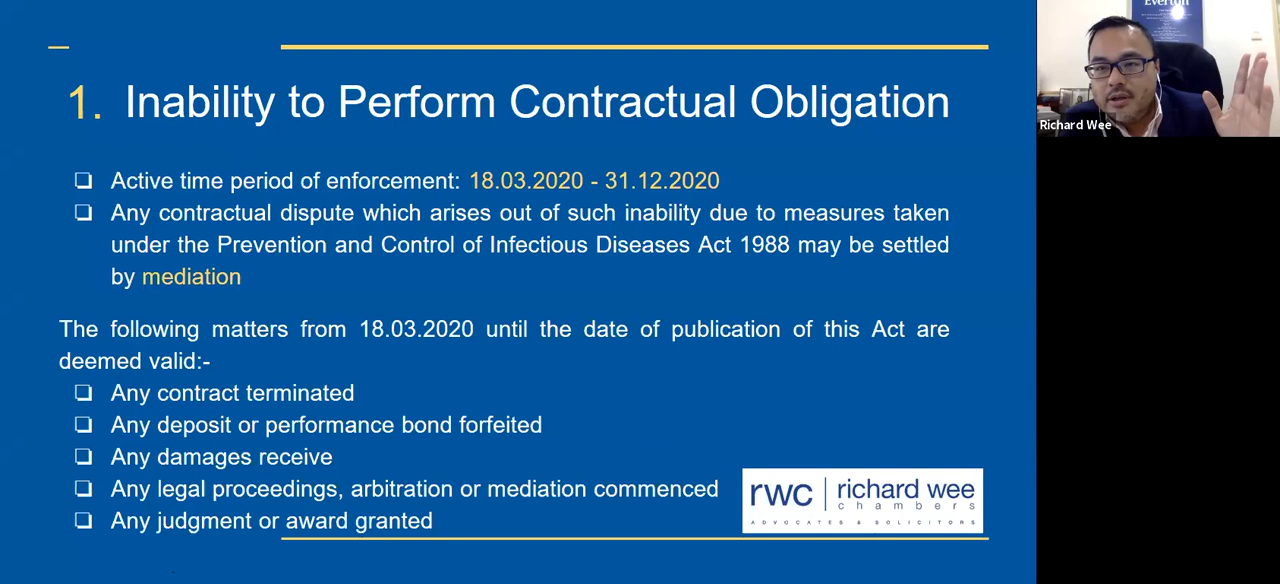 1. Inability to Perform Contractual Obligation
Active time period of enforcement: 18.03.2020 - 31.12.2020
Any contractual dispute which arises out of such inability due to measures taken
under the Prevention and Control of Infectious Diseases Act 1988 may be settled
by mediation
The following matters from 18.03.2020 until the date of publication of this Act are
deemed valid:-
Any contract terminated
Any deposit or performance bond forfeited
Any damages receive
Any legal proceedings, arbitration or mediation commenced
Any judgment or award granted
rwc
richard wee
chambers
ADVOCATES & SOLICITORS
Everton
Richard Wee